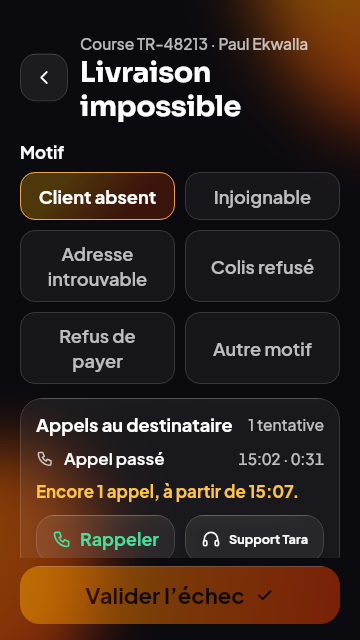 Course TR-48213 · Paul Ekwalla
Livraison
impossible
Motif
Client absent
Injoignable
Adresse
introuvable
Colis refusé
Refus de
payer
Autre motif
Appels au destinataire
1 tentative
Appel passé
15:02 · 0:31
Encore 1 appel, à partir de 15:07.
Rappeler
Support Tara
Valider l’échec